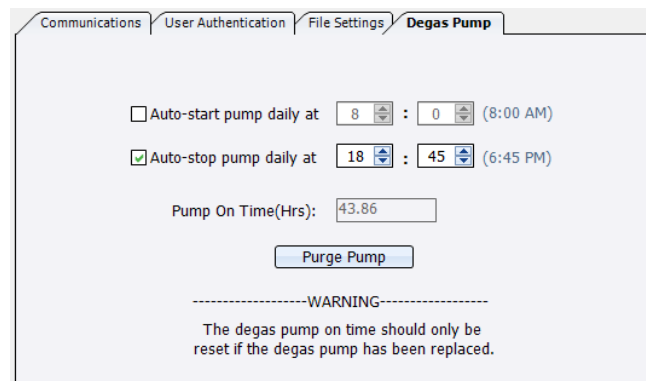 Communications User Authentication File Settings Degas Pump
Auto-start pump daily at 8 : 0 (8:00 AM)
Auto-stop pump daily at 18 : 45 (6:45 PM)
Pump On Time(Hrs): 43.86
Purge Pump
-------------------WARNING------------------
The degas pump on time should only be
reset if the degas pump has been replaced.